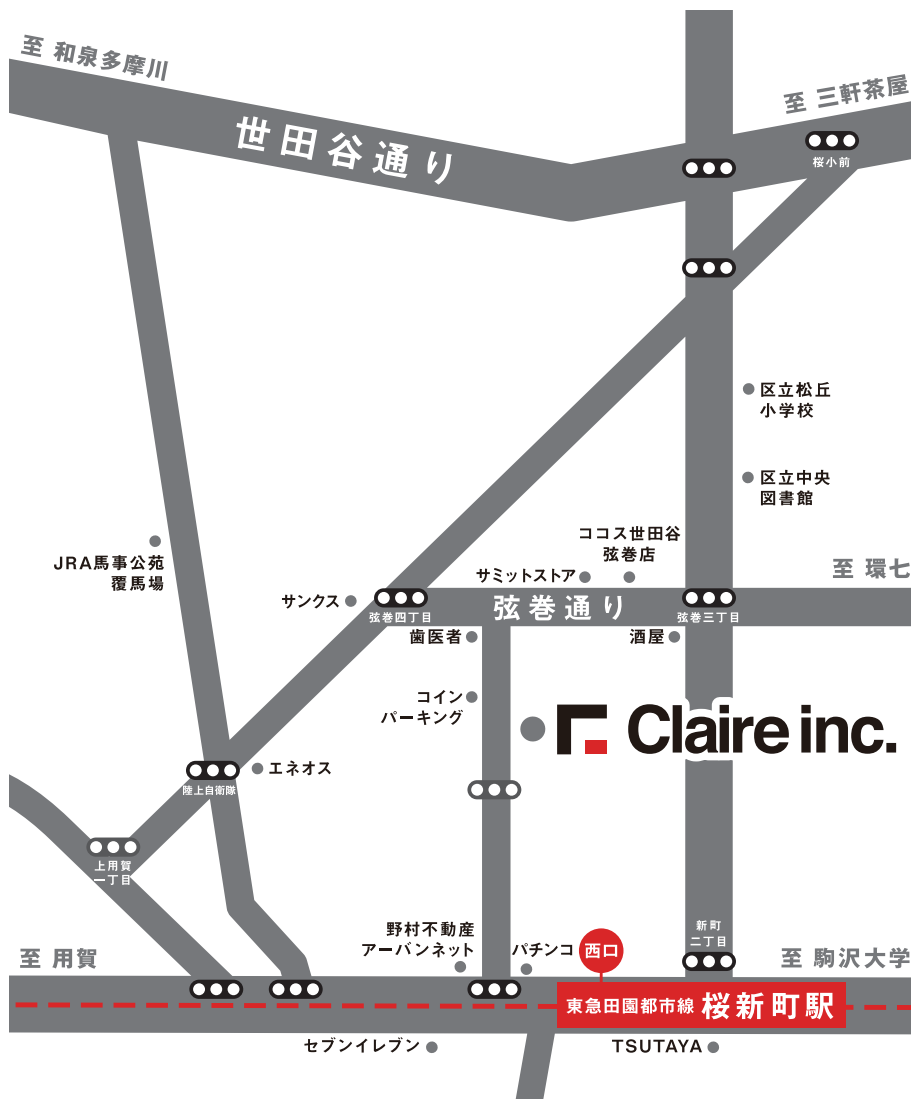 至 和泉多摩川
至 三軒茶屋
世田谷通り
桜小前
区立松丘
小学校
区立中央
図書館
ココス世田谷
弦巻店
JRA馬事公苑
覆馬場
サミットストア
至 環七
サンクス
弦巻四丁目
弦巻通り
弦巻三丁目
歯医者
酒屋
コイン
パーキング
Claire inc.
エネオス
陸上自衛隊
上用賀
一丁目
野村不動産
アーバンネット
パチンコ
西口
新町
二丁目
至 用賀
至 駒沢大学
東急田園都市線 桜新町駅
セブンイレブン
TSUTAYA